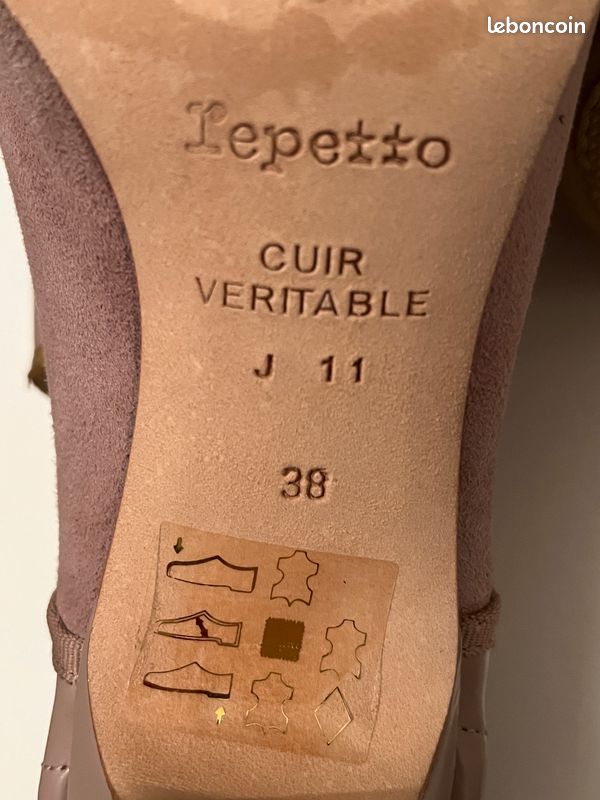 leboncoin
repetto
CUIR
VERITABLE
J 11
38